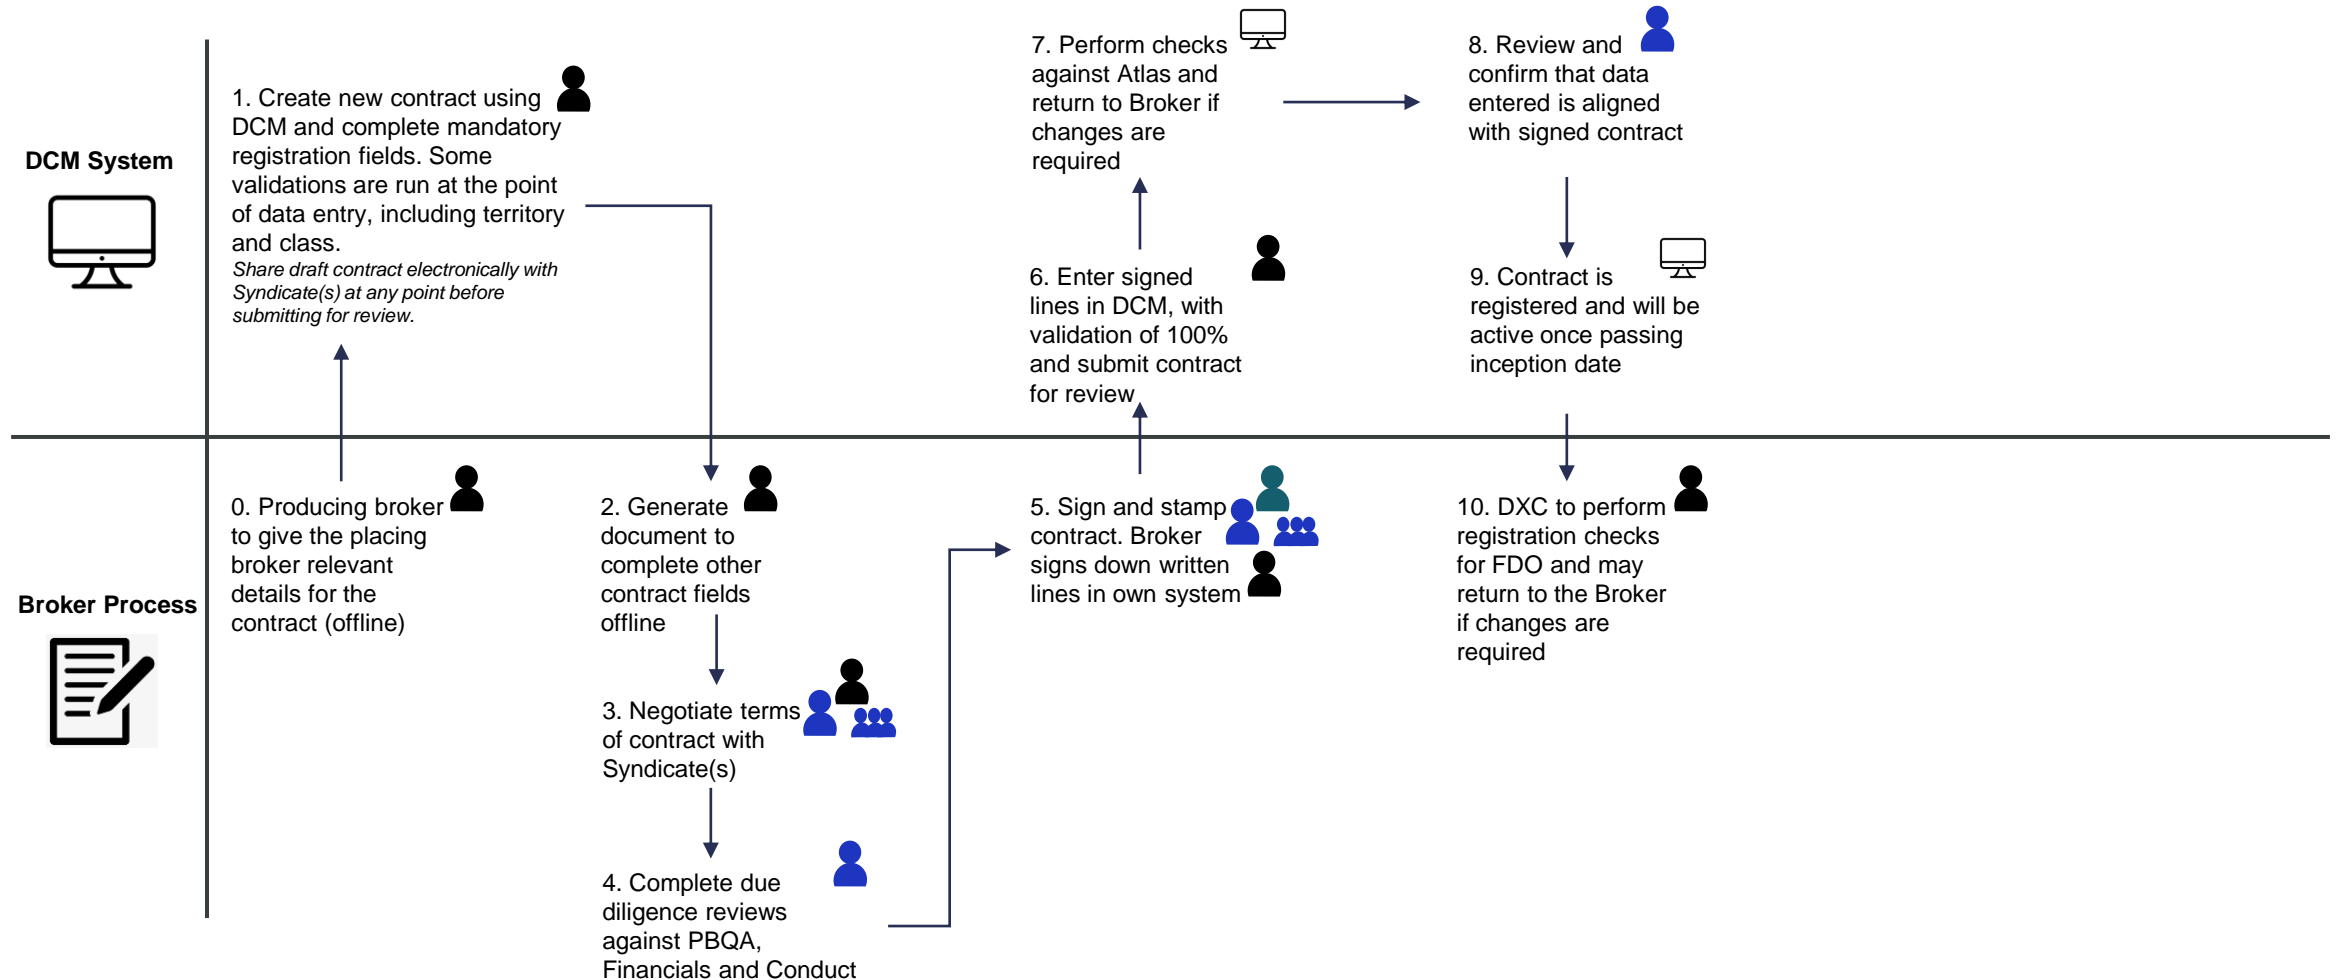 DCM System
1. Create new contract using
DCM and complete mandatory
registration fields. Some
validations are run at the point
of data entry, including territory
and class.
Share draft contract electronically with
Syndicate(s) at any point before
submitting for review.
7. Perform checks
against Atlas and
return to Broker if
changes are
required
8. Review and
confirm that data
entered is aligned
with signed contract
6. Enter signed
lines in DCM, with
validation of 100%
and submit contract
for review
9. Contract is
registered and will be
active once passing
inception date
Broker Process
0. Producing broker
to give the placing
broker relevant
details for the
contract (offline)
2. Generate
document to
complete other
contract fields
offline
3. Negotiate terms
of contract with
Syndicate(s)
4. Complete due
diligence reviews
against PBQA,
Financials and Conduct
5. Sign and stamp
contract. Broker
signs down written
lines in own system
10. DXC to perform
registration checks
for FDO and may
return to the Broker
if changes are
required